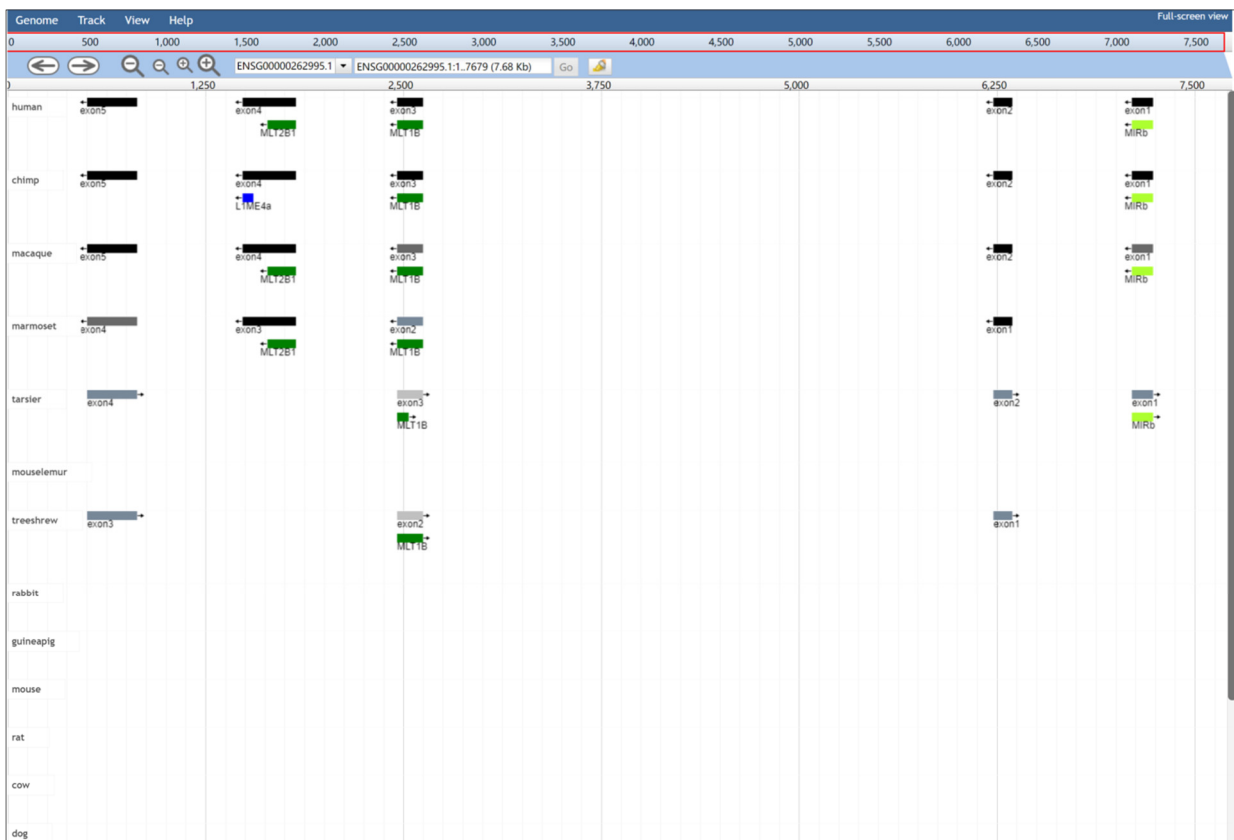 Genome Track View Help Full-screen view
0 500 1,000 1,500 2,000 2,500 3,000 3,500 4,000 4,500 5,000 5,500 6,000 6,500 7,000 7,500
ENSG00000262995.1 ENSG00000262995.1:1..7679 (7.68 Kb) Go
0 1,250 2,500 3,750 5,000 6,250 7,500
human exon5 exon4 exon3 exon2 exon1
MLT2B1 MLT1B MIRb
chimp exon5 exon4 exon3 exon2 exon1
L1ME4a MLT1B MIRb
macaque exon5 exon4 exon3 exon2 exon1
MLT2B1 MLT1B MIRb
marmoset exon4 exon3 exon2 exon1
MLT2B1 MLT1B
tarsier exon4 exon3 exon2 exon1
MLT1B MIRb
mouselemur
treeshrew exon3 exon2 exon1
MLT1B
rabbit
guineapig
mouse
rat
cow
dog